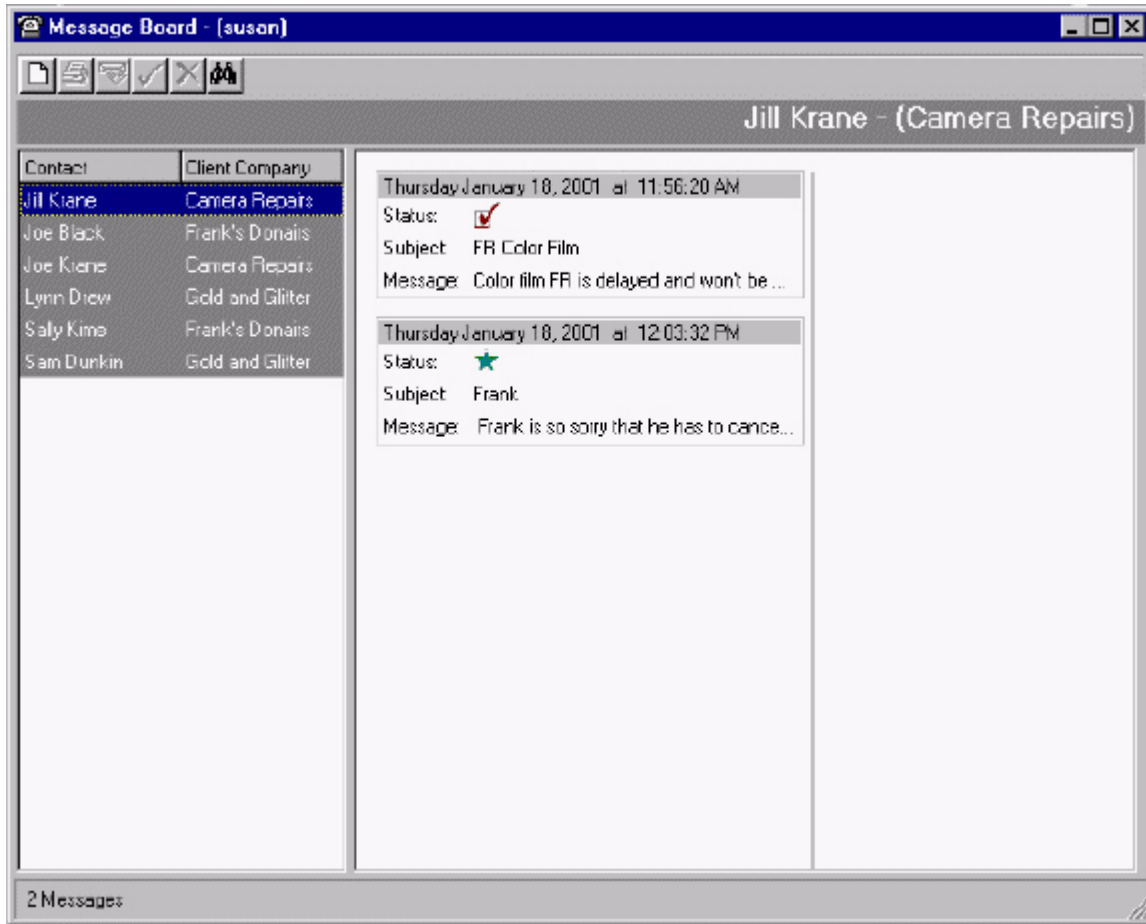 Message Board - (susan)
Jill Krane - (Camera Repairs)
Contact Client Company
Jill Krane Camera Repairs
Joe Black Frank's Donairs
Joe Krane Camera Repairs
Lynn Drew Gold and Glitter
Sally Kime Frank's Donairs
Sam Dunkin Gold and Glitter
Thursday January 18, 2001 at 11:56:20 AM
Status:
Subject FR Color Film
Message: Color film FR is delayed and won't be ...
Thursday January 18, 2001 at 12:03:32 PM
Status:
Subject Frank
Message: Frank is so sorry that he has to cance...
2 Messages